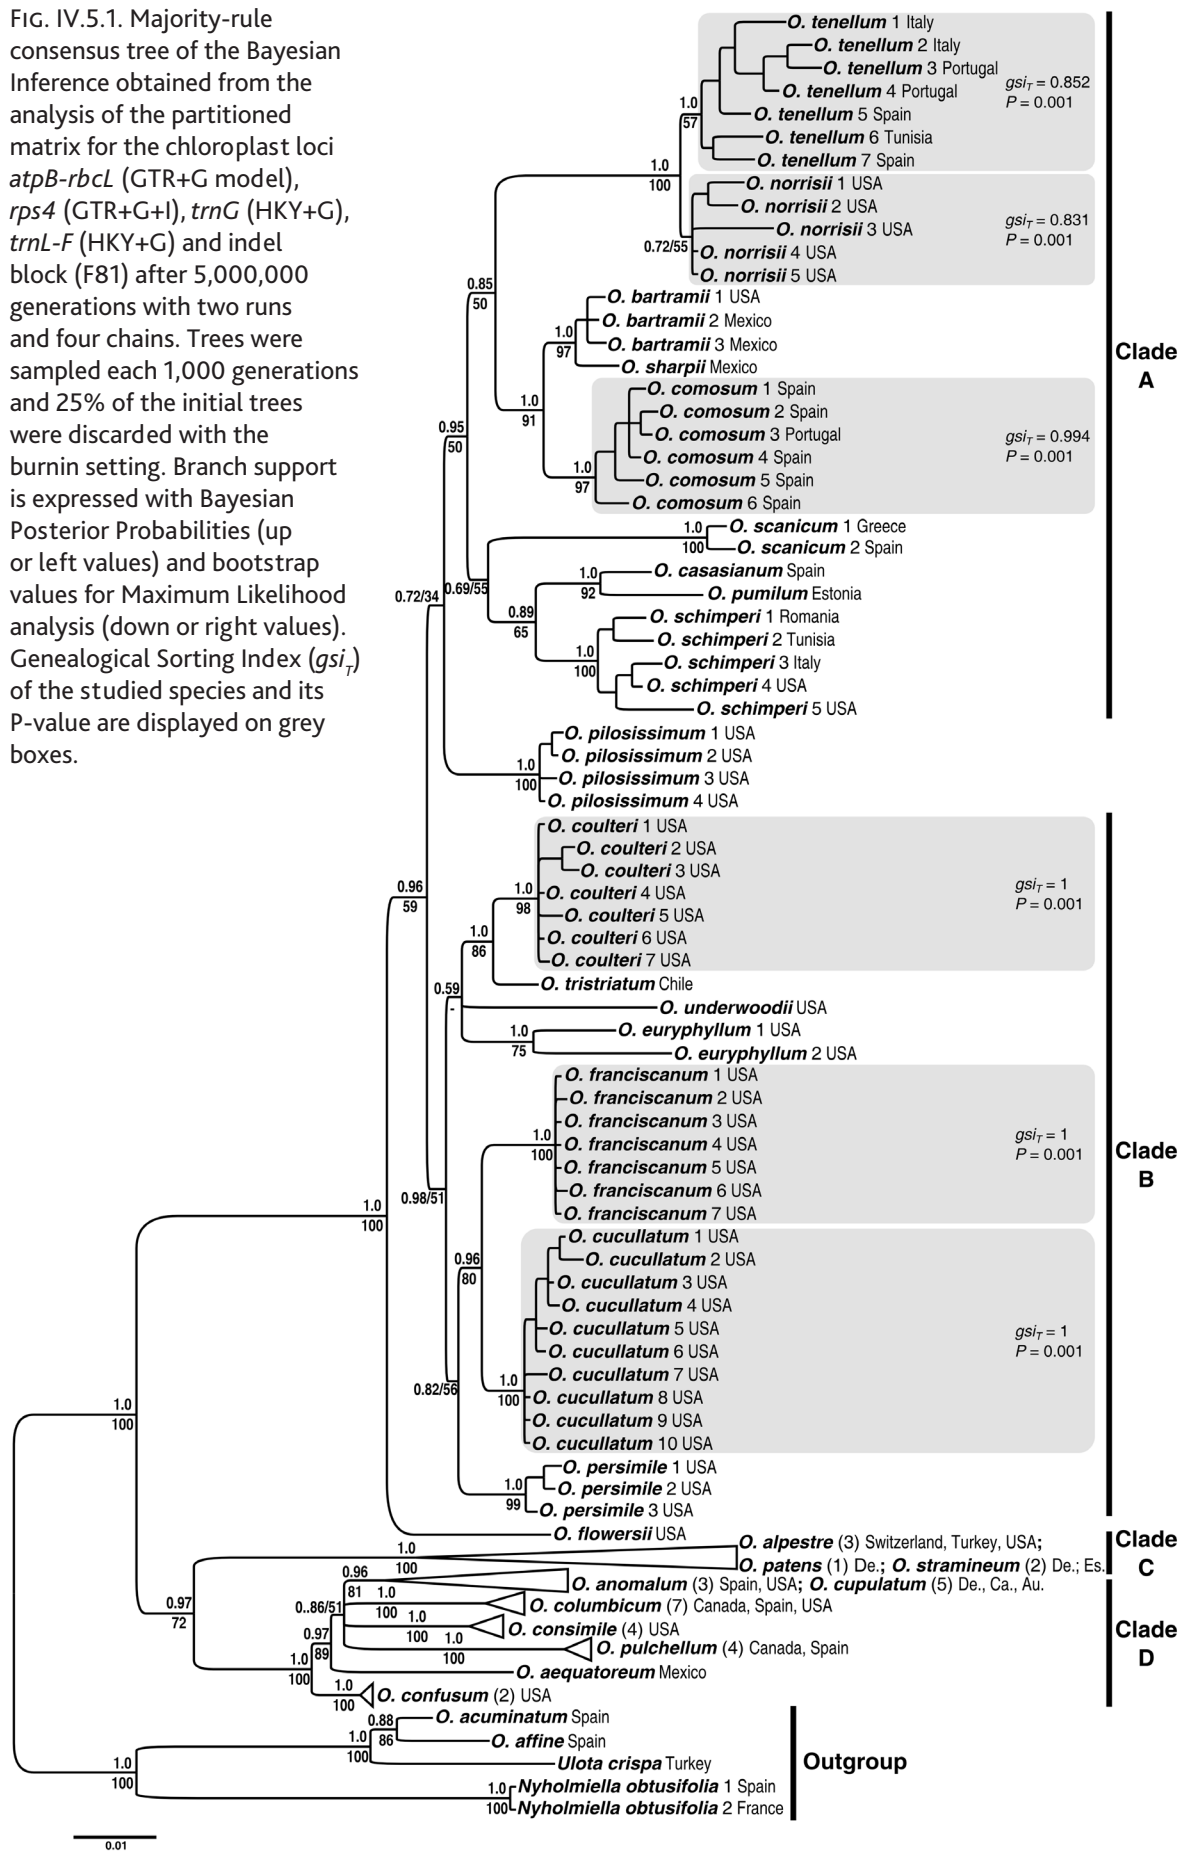 FIG. IV.5.1. Majority-rule
consensus tree of the Bayesian
Inference obtained from the
analysis of the partitioned
matrix for the chloroplast loci
atpB-rbcL (GTR+G model),
rps4 (GTR+G+I), trnG (HKY+G),
trnL-F (HKY+G) and indel
block (F81) after 5,000,000
generations with two runs
and four chains. Trees were
sampled each 1,000 generations
and 25% of the initial trees
were discarded with the
burnin setting. Branch support
is expressed with Bayesian
Posterior Probabilities (up
or left values) and bootstrap
values for Maximum Likelihood
analysis (down or right values).
Genealogical Sorting Index (gsiT)
of the studied species and its
P-value are displayed on grey
boxes.
O. tenellum 1 Italy
O. tenellum 2 Italy
O. tenellum 3 Portugal
O. tenellum 4 Portugal
O. tenellum 5 Spain
O. tenellum 6 Tunisia
O. tenellum 7 Spain
gsiT = 0.852
P = 0.001
1.0
57
1.0
100
O. norrisii 1 USA
O. norrisii 2 USA
O. norrisii 3 USA
O. norrisii 4 USA
O. norrisii 5 USA
gsiT = 0.831
P = 0.001
0.72/55
0.85
50
O. bartramii 1 USA
O. bartramii 2 Mexico
O. bartramii 3 Mexico
O. sharpii Mexico
1.0
97
1.0
91
O. comosum 1 Spain
O. comosum 2 Spain
O. comosum 3 Portugal
O. comosum 4 Spain
O. comosum 5 Spain
O. comosum 6 Spain
gsiT = 0.994
P = 0.001
1.0
97
0.95
50
Clade
A
O. scanicum 1 Greece
O. scanicum 2 Spain
1.0
100
O. casasianum Spain
O. pumilum Estonia
1.0
92
0.72/34
0.69/55
0.89
65
O. schimperi 1 Romania
O. schimperi 2 Tunisia
O. schimperi 3 Italy
O. schimperi 4 USA
O. schimperi 5 USA
1.0
100
O. pilosissimum 1 USA
O. pilosissimum 2 USA
O. pilosissimum 3 USA
O. pilosissimum 4 USA
1.0
100
O. coulteri 1 USA
O. coulteri 2 USA
O. coulteri 3 USA
O. coulteri 4 USA
O. coulteri 5 USA
O. coulteri 6 USA
O. coulteri 7 USA
gsiT = 1
P = 0.001
0.96
59
1.0
98
1.0
86
O. tristriatum Chile
0.59
-
O. underwoodii USA
O. euryphyllum 1 USA
O. euryphyllum 2 USA
1.0
75
O. franciscanum 1 USA
O. franciscanum 2 USA
O. franciscanum 3 USA
O. franciscanum 4 USA
O. franciscanum 5 USA
O. franciscanum 6 USA
O. franciscanum 7 USA
gsiT = 1
P = 0.001
1.0
100
Clade
B
0.98/51
1.0
100
O. cucullatum 1 USA
O. cucullatum 2 USA
O. cucullatum 3 USA
O. cucullatum 4 USA
O. cucullatum 5 USA
O. cucullatum 6 USA
O. cucullatum 7 USA
O. cucullatum 8 USA
O. cucullatum 9 USA
O. cucullatum 10 USA
gsiT = 1
P = 0.001
0.96
80
0.82/56
1.0
100
1.0
100
O. persimile 1 USA
O. persimile 2 USA
O. persimile 3 USA
1.0
99
O. flowersii USA
O. alpestre (3) Switzerland, Turkey, USA;
O. patens (1) De.; O. stramineum (2) De.; Es.
1.0
100
Clade
C
O. anomalum (3) Spain, USA; O. cupulatum (5) De., Ca., Au.
0.96
81
O. columbicum (7) Canada, Spain, USA
1.0
100
0.97
72
0..86/51
O. consimile (4) USA
1.0
100
O. pulchellum (4) Canada, Spain
1.0
100
0.97
89
O. aequatoreum Mexico
1.0
100
O. confusum (2) USA
1.0
100
Clade
D
O. acuminatum Spain
O. affine Spain
0.88
86
Ulota crispa Turkey
1.0
100
1.0
100
Nyholmiella obtusifolia 1 Spain
Nyholmiella obtusifolia 2 France
1.0
100
Outgroup
0.01